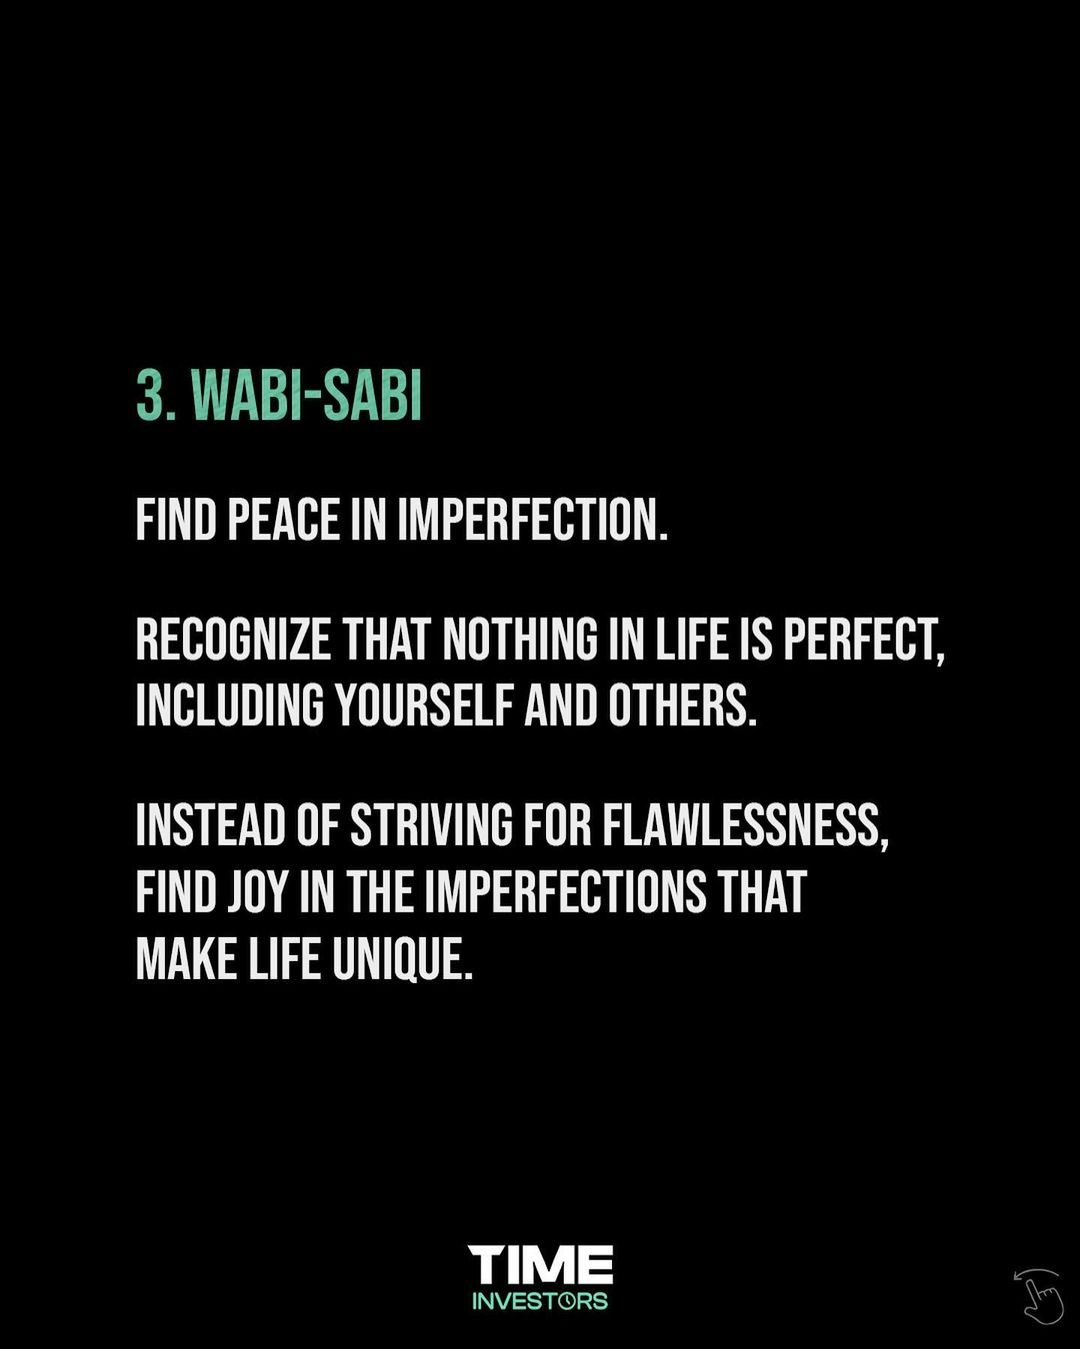 3. WABI-SABI
FIND PEACE IN IMPERFECTION.
RECOGNIZE THAT NOTHING IN LIFE IS PERFECT,
INCLUDING YOURSELF AND OTHERS.
INSTEAD OF STRIVING FOR FLAWLESSNESS,
FIND JOY IN THE IMPERFECTIONS THAT
MAKE LIFE UNIQUE.
TIME
INVESTORS